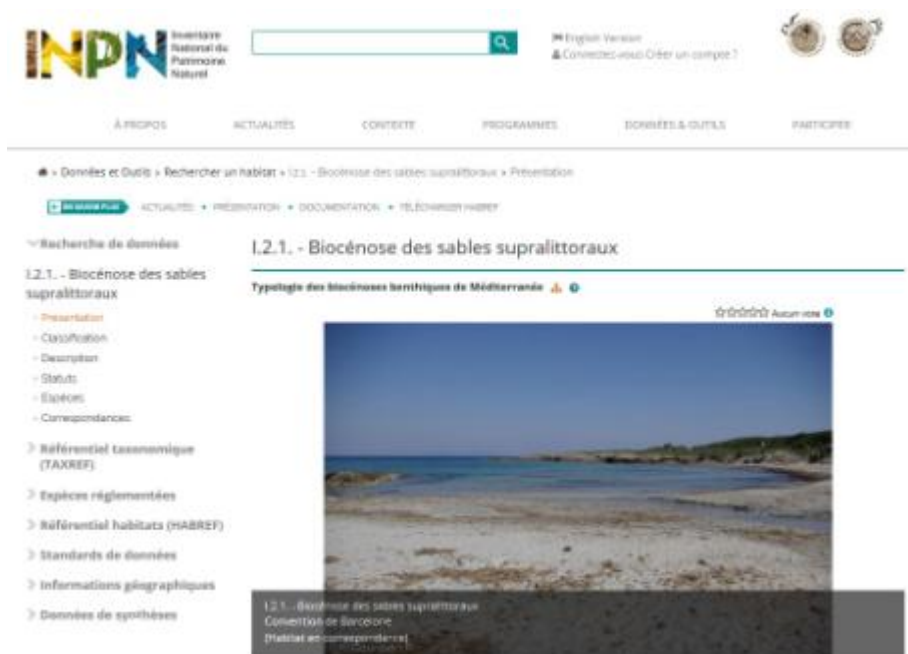 INPN
Inventaire
National du
Patrimoine
Naturel
English Version
Connectez-vous Créer un compte ?
À PROPOS
ACTUALITÉS
CONTEXTE
PROGRAMMES
DONNÉES & OUTILS
PARTICIPER
» Données et Outils » Rechercher un habitat » I.2.1. - Biocénose des sables supralittoraux » Présentation
EN SAVOIR PLUS ACTUALITÉS • PRÉSENTATION • DOCUMENTATION • TÉLÉCHARGER HABREF
Recherche de données
I.2.1. - Biocénose des sables
supralittoraux
- Présentation
- Classification
- Description
- Statuts
- Espèces
- Correspondances
Référentiel taxonomique
(TAXREF)
Espèces réglementées
Référentiel habitats (HABREF)
Standards de données
Informations géographiques
Données de synthèses
I.2.1. - Biocénose des sables supralittoraux
Typologie des biocénoses benthiques de Méditerranée
Aucun vote
I.2.1. - Biocénose des sables supralittoraux
Convention de Barcelone
[Habitat en correspondance]